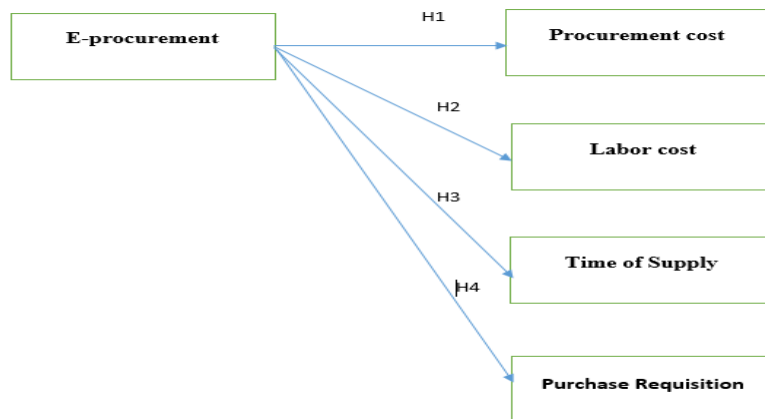 E-procurement
H1
Procurement cost
H2
Labor cost
H3
Time of Supply
H4
Purchase Requisition